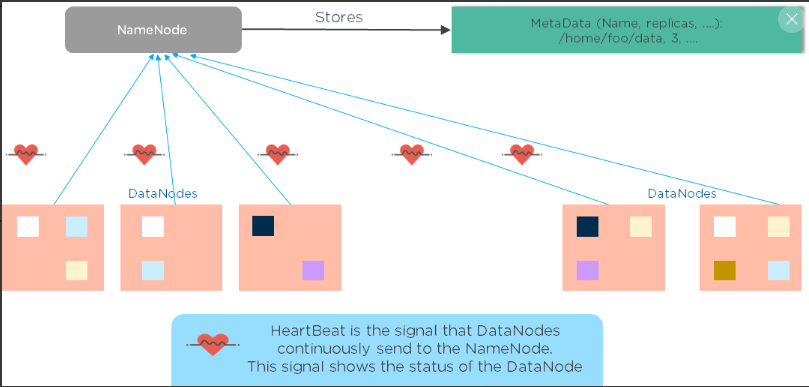 NameNode
Stores
MetaData (Name, replicas, ....):
/home/foo/data, 3, ....
DataNodes
DataNodes
HeartBeat is the signal that DataNodes
continuously send to the NameNode.
This signal shows the status of the DataNode